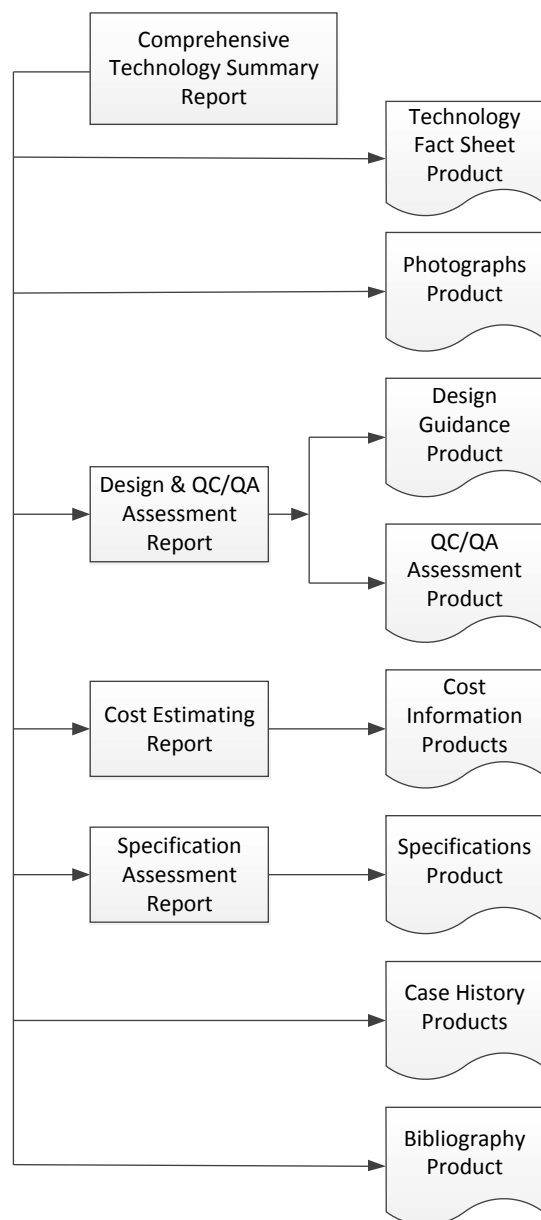 Comprehensive
Technology Summary
Report
Technology
Fact Sheet
Product
Photographs
Product
Design
Guidance
Product
Design & QC/QA
Assessment
Report
QC/QA
Assessment
Product
Cost Estimating
Report
Cost
Information
Products
Specification
Assessment
Report
Specifications
Product
Case History
Products
Bibliography
Product